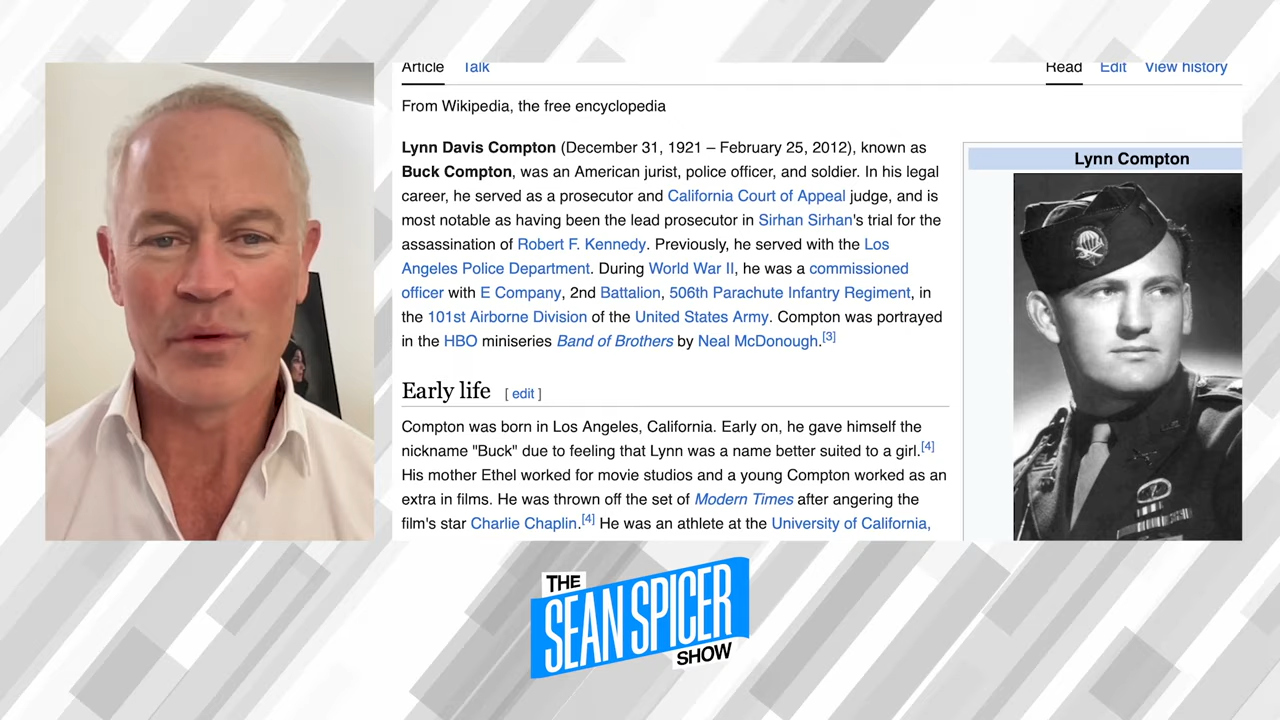 Article Talk Read Edit View history
From Wikipedia, the free encyclopedia
Lynn Davis Compton (December 31, 1921 – February 25, 2012), known as
Buck Compton, was an American jurist, police officer, and soldier. In his legal
career, he served as a prosecutor and California Court of Appeal judge, and is
most notable as having been the lead prosecutor in Sirhan Sirhan's trial for the
assassination of Robert F. Kennedy. Previously, he served with the Los
Angeles Police Department. During World War II, he was a commissioned
officer with E Company, 2nd Battalion, 506th Parachute Infantry Regiment, in
the 101st Airborne Division of the United States Army. Compton was portrayed
in the HBO miniseries Band of Brothers by Neal McDonough.[3]
Early life [ edit ]
Compton was born in Los Angeles, California. Early on, he gave himself the
nickname "Buck" due to feeling that Lynn was a name better suited to a girl.[4]
His mother Ethel worked for movie studios and a young Compton worked as an
extra in films. He was thrown off the set of Modern Times after angering the
film's star Charlie Chaplin.[4] He was an athlete at the University of California,
Lynn Compton
THE
SEAN SPICER
SHOW